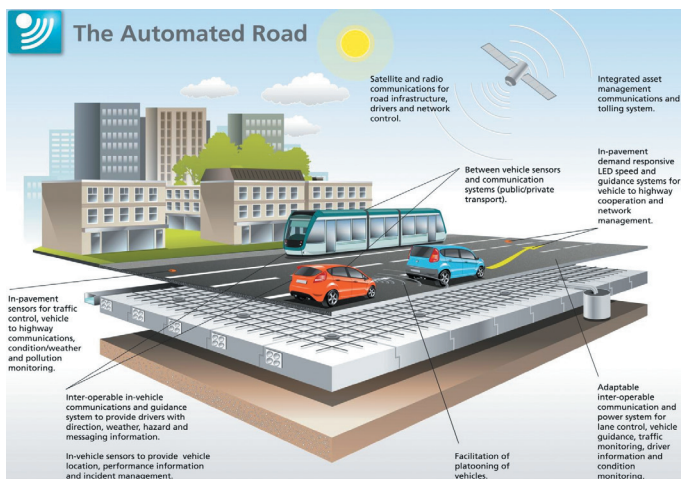 The Automated Road
Satellite and radio
communications for
road infrastructure,
drivers and network
control.
Integrated asset
management
communications and
tolling system.
Between vehicle sensors
and communication
systems (public/private
transport).
In-pavement
demand responsive
LED speed and
guidance systems for
vehicle to highway
cooperation and
network
management.
In-pavement
sensors for traffic
control, vehicle
to highway
communications,
condition/weather
and pollution
monitoring.
Inter-operable in-vehicle
communications and guidance
system to provide drivers with
direction, weather, hazard and
messaging information.
In-vehicle sensors to provide vehicle
location, performance information
and incident management.
Facilitation of
platooning of
vehicles.
Adaptable
inter-operable
communication and
power system for
lane control, vehicle
guidance, traffic
monitoring, driver
information and
condition
monitoring.